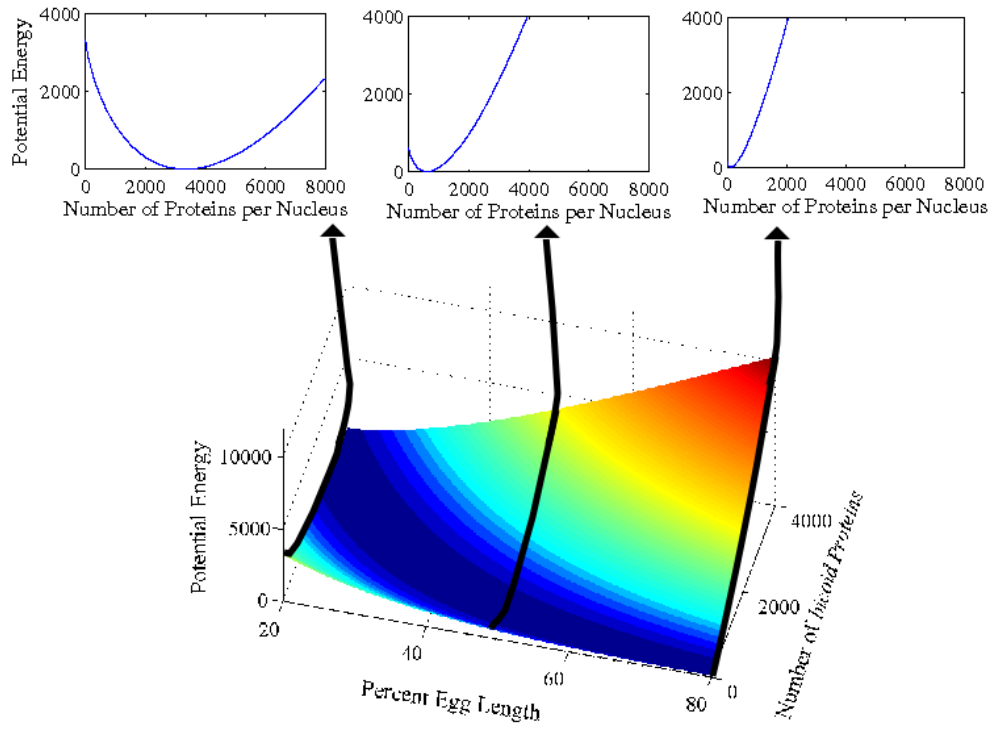 Potential Energy
4000
2000
0
0 2000 4000 6000 8000
Number of Proteins per Nucleus
4000
2000
0
0 2000 4000 6000 8000
Number of Proteins per Nucleus
4000
2000
0
0 2000 4000 6000 8000
Number of Proteins per Nucleus
Potential Energy
10000
5000
0
20
40
60
80
Percent Egg Length
0
2000
4000
Number of bicoid Proteins